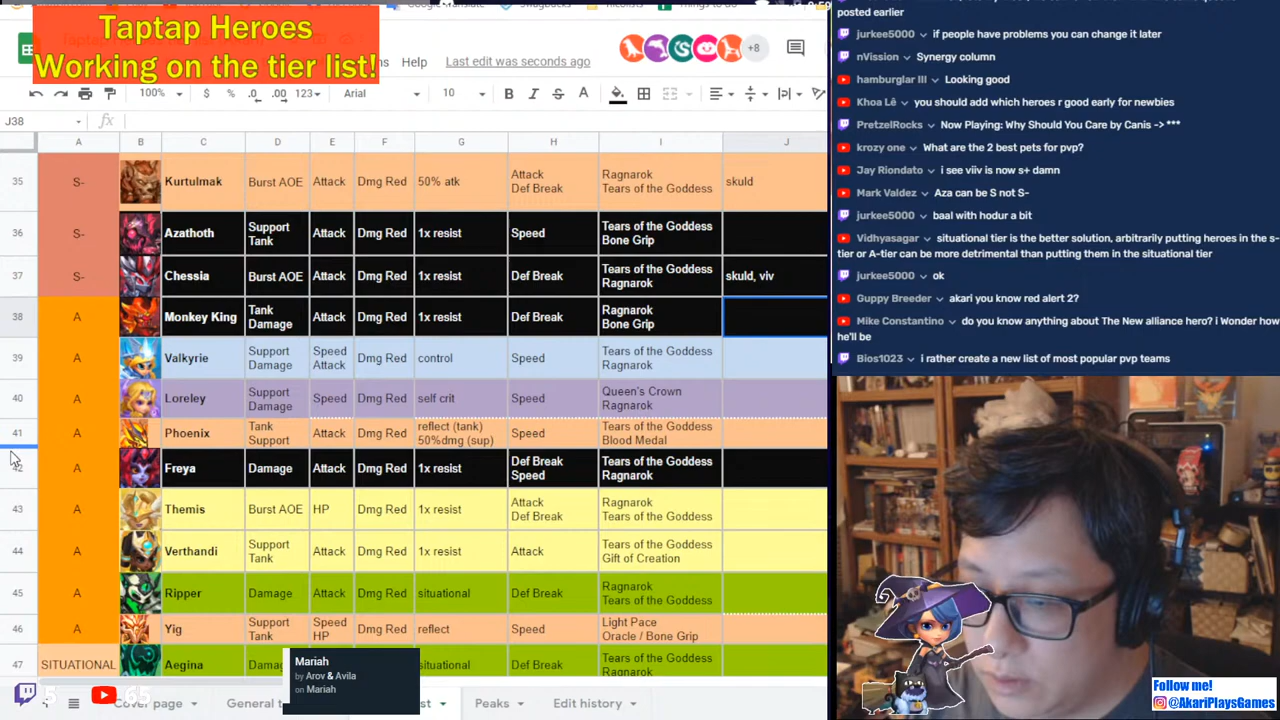 Taptap Heroes
Working on the tier list!
Help
Last edit was seconds ago
+8
100%
$
%
.0
.00
123
Arial
10
B
I
S
A
J38
fx
A B C D E F G H I J
35 S- Kurtulmak Burst AOE Attack Dmg Red 50% atk Attack Def Break Ragnarok Tears of the Goddess skuld
36 S- Azathoth Support Tank Attack Dmg Red 1x resist Speed Tears of the Goddess Bone Grip
37 S- Chessia Burst AOE Attack Dmg Red 1x resist Def Break Tears of the Goddess Ragnarok skuld, viv
38 A Monkey King Tank Damage Attack Dmg Red 1x resist Def Break Ragnarok Bone Grip
39 A Valkyrie Support Damage Speed Attack Dmg Red control Speed Tears of the Goddess Ragnarok
40 A Loreley Support Damage Speed Dmg Red self crit Speed Queen's Crown Ragnarok
41 A Phoenix Tank Support Attack Dmg Red reflect (tank) 50%dmg (sup) Speed Tears of the Goddess Blood Medal
A Freya Damage Attack Dmg Red 1x resist Def Break Speed Tears of the Goddess Ragnarok
43 A Themis Burst AOE HP Dmg Red 1x resist Attack Def Break Ragnarok Tears of the Goddess
44 A Verthandi Support Tank Attack Dmg Red 1x resist Attack Tears of the Goddess Gift of Creation
45 A Ripper Damage Attack Dmg Red situational Def Break Ragnarok Tears of the Goddess
46 A Yig Support Tank Speed HP Dmg Red reflect Speed Light Pace Oracle / Bone Grip
47 SITUATIONAL Aegina Attack Dmg Red situational Def Break Tears of the Goddess Ragnarok
Mariah
by Arov & Avila
on Mariah
65
Cover page
Peaks
Edit history
posted earlier
jurkee5000 if people have problems you can change it later
nVission Synergy column
hamburglar III Looking good
Khoa Lê you should add which heroes r good early for newbies
PretzelRocks Now Playing: Why Should You Care by Canis -> ***
krozy one What are the 2 best pets for pvp?
Jay Riondato i see viiv is now s+ damn
Mark Valdez Aza can be S not S-
jurkee5000 baal with hodur a bit
Vidhyasagar situational tier is the better solution, arbitrarily putting heroes in the s-
tier or A-tier can be more detrimental than putting them in the situational tier
jurkee5000 ok
Guppy Breeder akari you know red alert 2?
Mike Constantino do you know anything about The New alliance hero? i Wonder how
he'll be
Bios1023 i rather create a new list of most popular pvp teams
Follow me!
@AkariPlaysGames